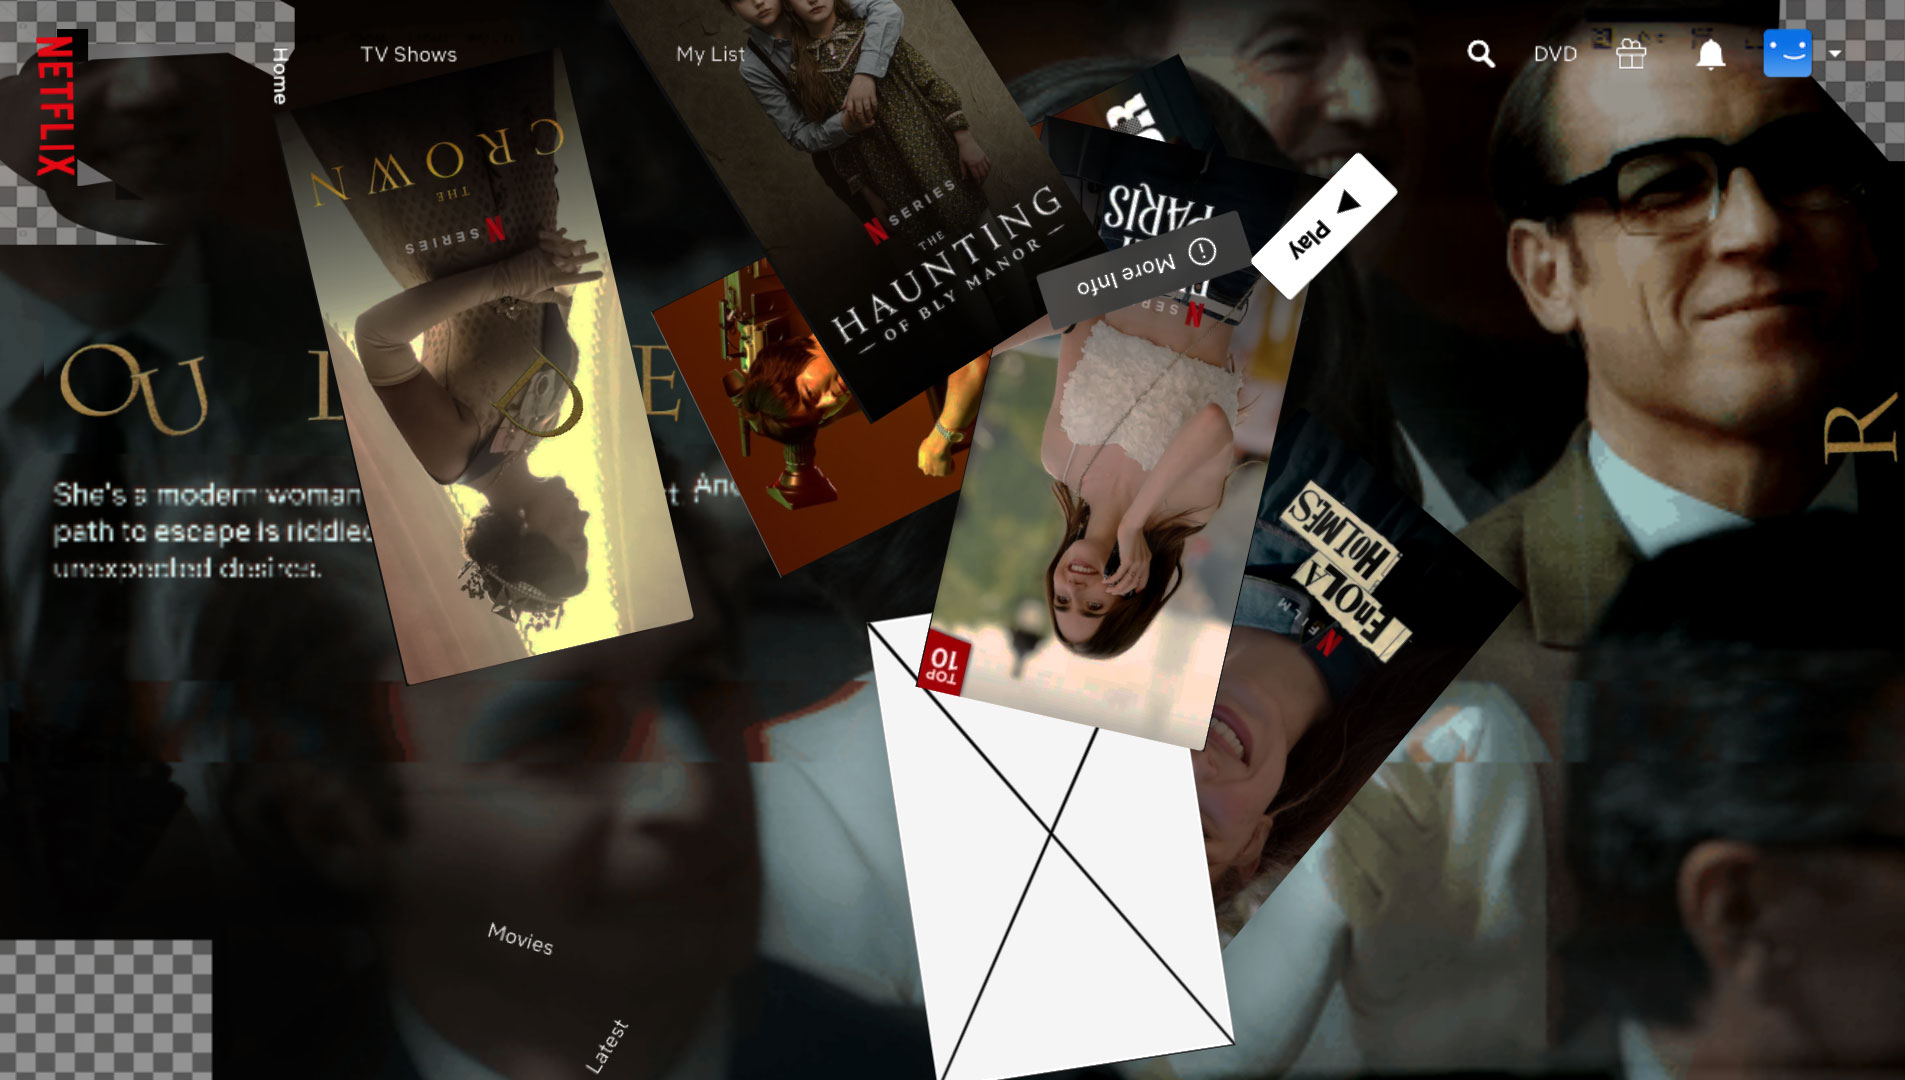 NETFLIX
Home
TV Shows
My List
DVD
THE
CROWN
N SERIES
N SERIES
THE
HAUNTING
OF BLY MANOR
PARIS
N SERIES
More Info
Play
OU
D
E
R
She's a modern woman
path to escape is riddled
unexpected desires.
TOP
10
N FILM
ENOLA
HOLMES
Movies
Latest